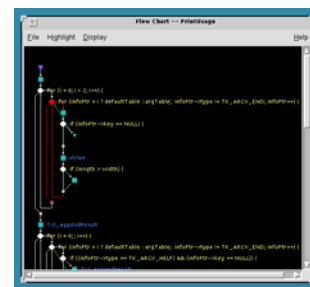 Flow Chart -- PrintUsage
File Highlight Display Help
for (i = 0; i < 2; i++) {
for (infoPtr = i ? defaultTable : argTable; infoPtr->type != TK_ARGV_END; infoPtr++) {
if (infoPtr->key == NULL) {
strlen
if (length > width) {
Tcl_AppendResult
for (i = 0; ; i++) {
for (infoPtr = i ? defaultTable : argTable; infoPtr->type != TK_ARGV_END; infoPtr++) {
if ((infoPtr->type == TK_ARGV_HELP) && (infoPtr->key == NULL)) {